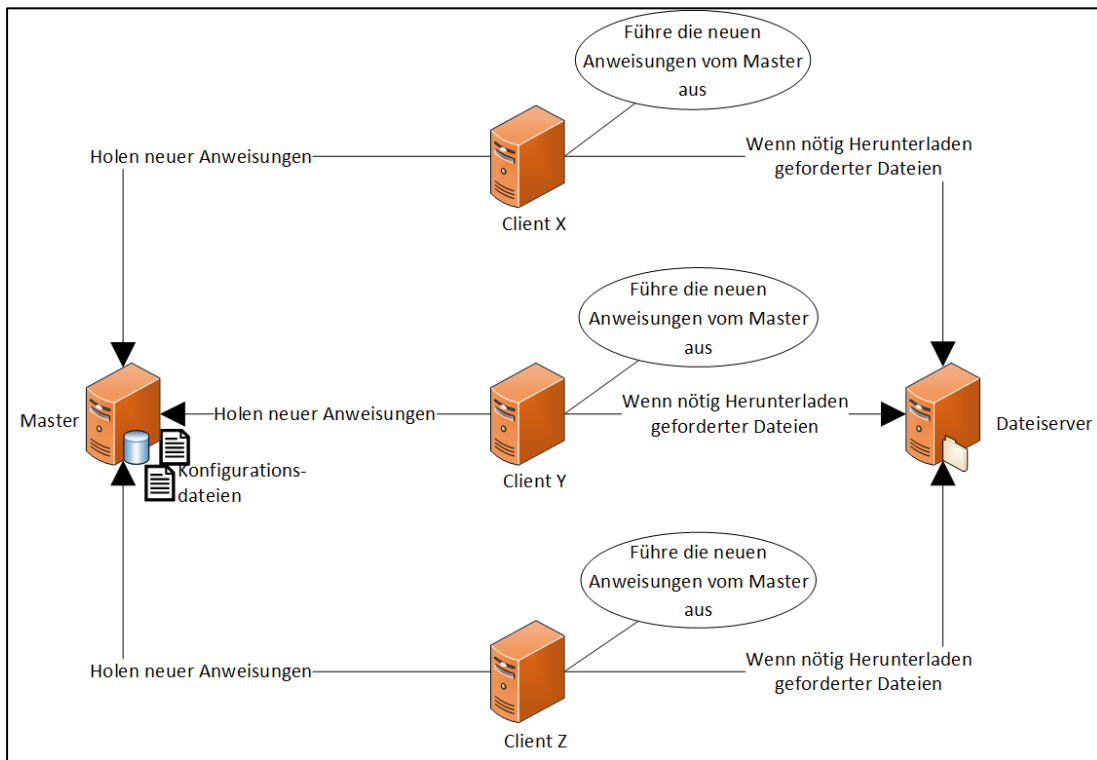 Führe die neuen
Anweisungen vom Master
aus
Holen neuer Anweisungen
Wenn nötig Herunterladen
geforderter Dateien
Client X
Führe die neuen
Anweisungen vom Master
aus
Master
Holen neuer Anweisungen
Wenn nötig Herunterladen
geforderter Dateien
Dateiserver
Konfigurations-
dateien
Client Y
Führe die neuen
Anweisungen vom Master
aus
Holen neuer Anweisungen
Wenn nötig Herunterladen
geforderter Dateien
Client Z